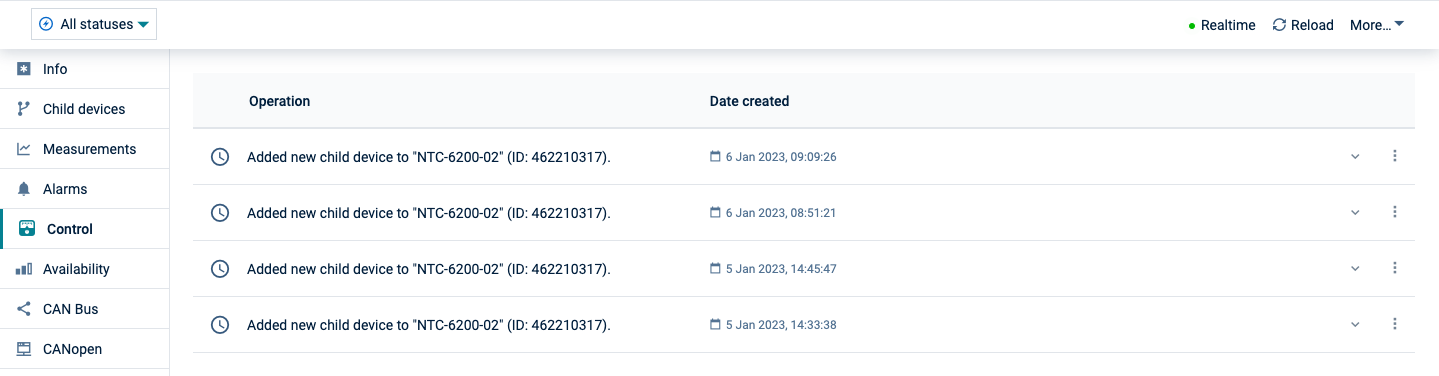 All statuses
Realtime Reload More...
Info
Child devices
Measurements
Alarms
Control
Availability
CAN Bus
CANopen
Operation Date created
Added new child device to "NTC-6200-02" (ID: 462210317). 6 Jan 2023, 09:09:26
Added new child device to "NTC-6200-02" (ID: 462210317). 6 Jan 2023, 08:51:21
Added new child device to "NTC-6200-02" (ID: 462210317). 5 Jan 2023, 14:45:47
Added new child device to "NTC-6200-02" (ID: 462210317). 5 Jan 2023, 14:33:38